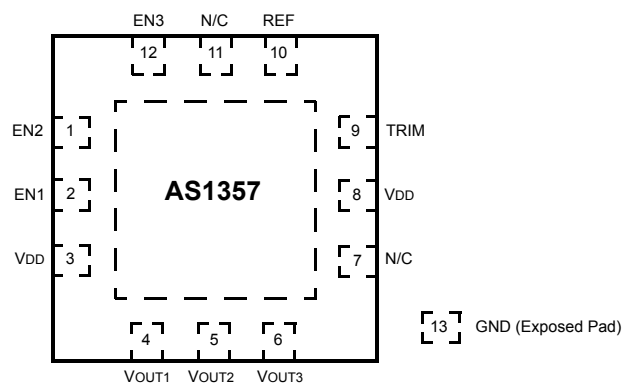 EN3 N/C REF
12 11 10
EN2 1 9 TRIM
EN1 2 AS1357 8 VDD
VDD 3 7 N/C
4 5 6 13 GND (Exposed Pad)
VOUT1 VOUT2 VOUT3